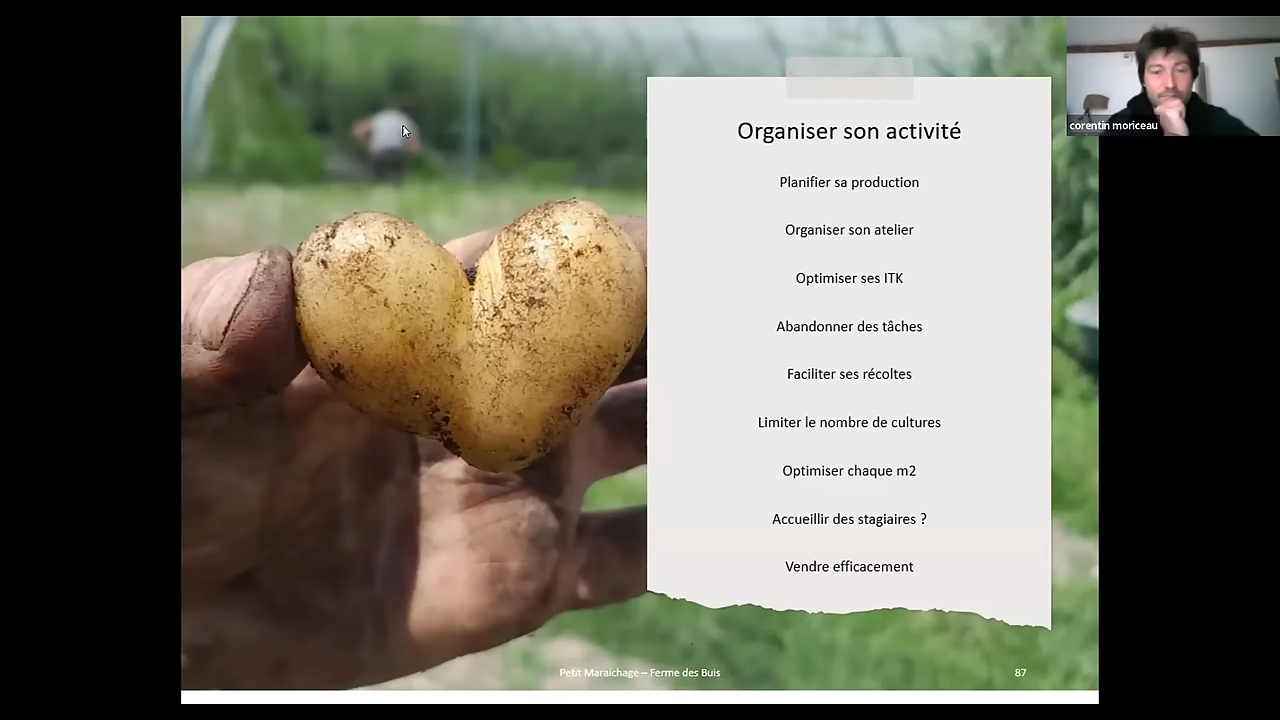 corentin moriceau
Organiser son activité
Planifier sa production
Organiser son atelier
Optimiser ses ITK
Abandonner des tâches
Faciliter ses récoltes
Limiter le nombre de cultures
Optimiser chaque m2
Accueillir des stagiaires ?
Vendre efficacement
Petit Maraichage – Ferme des Buis
87